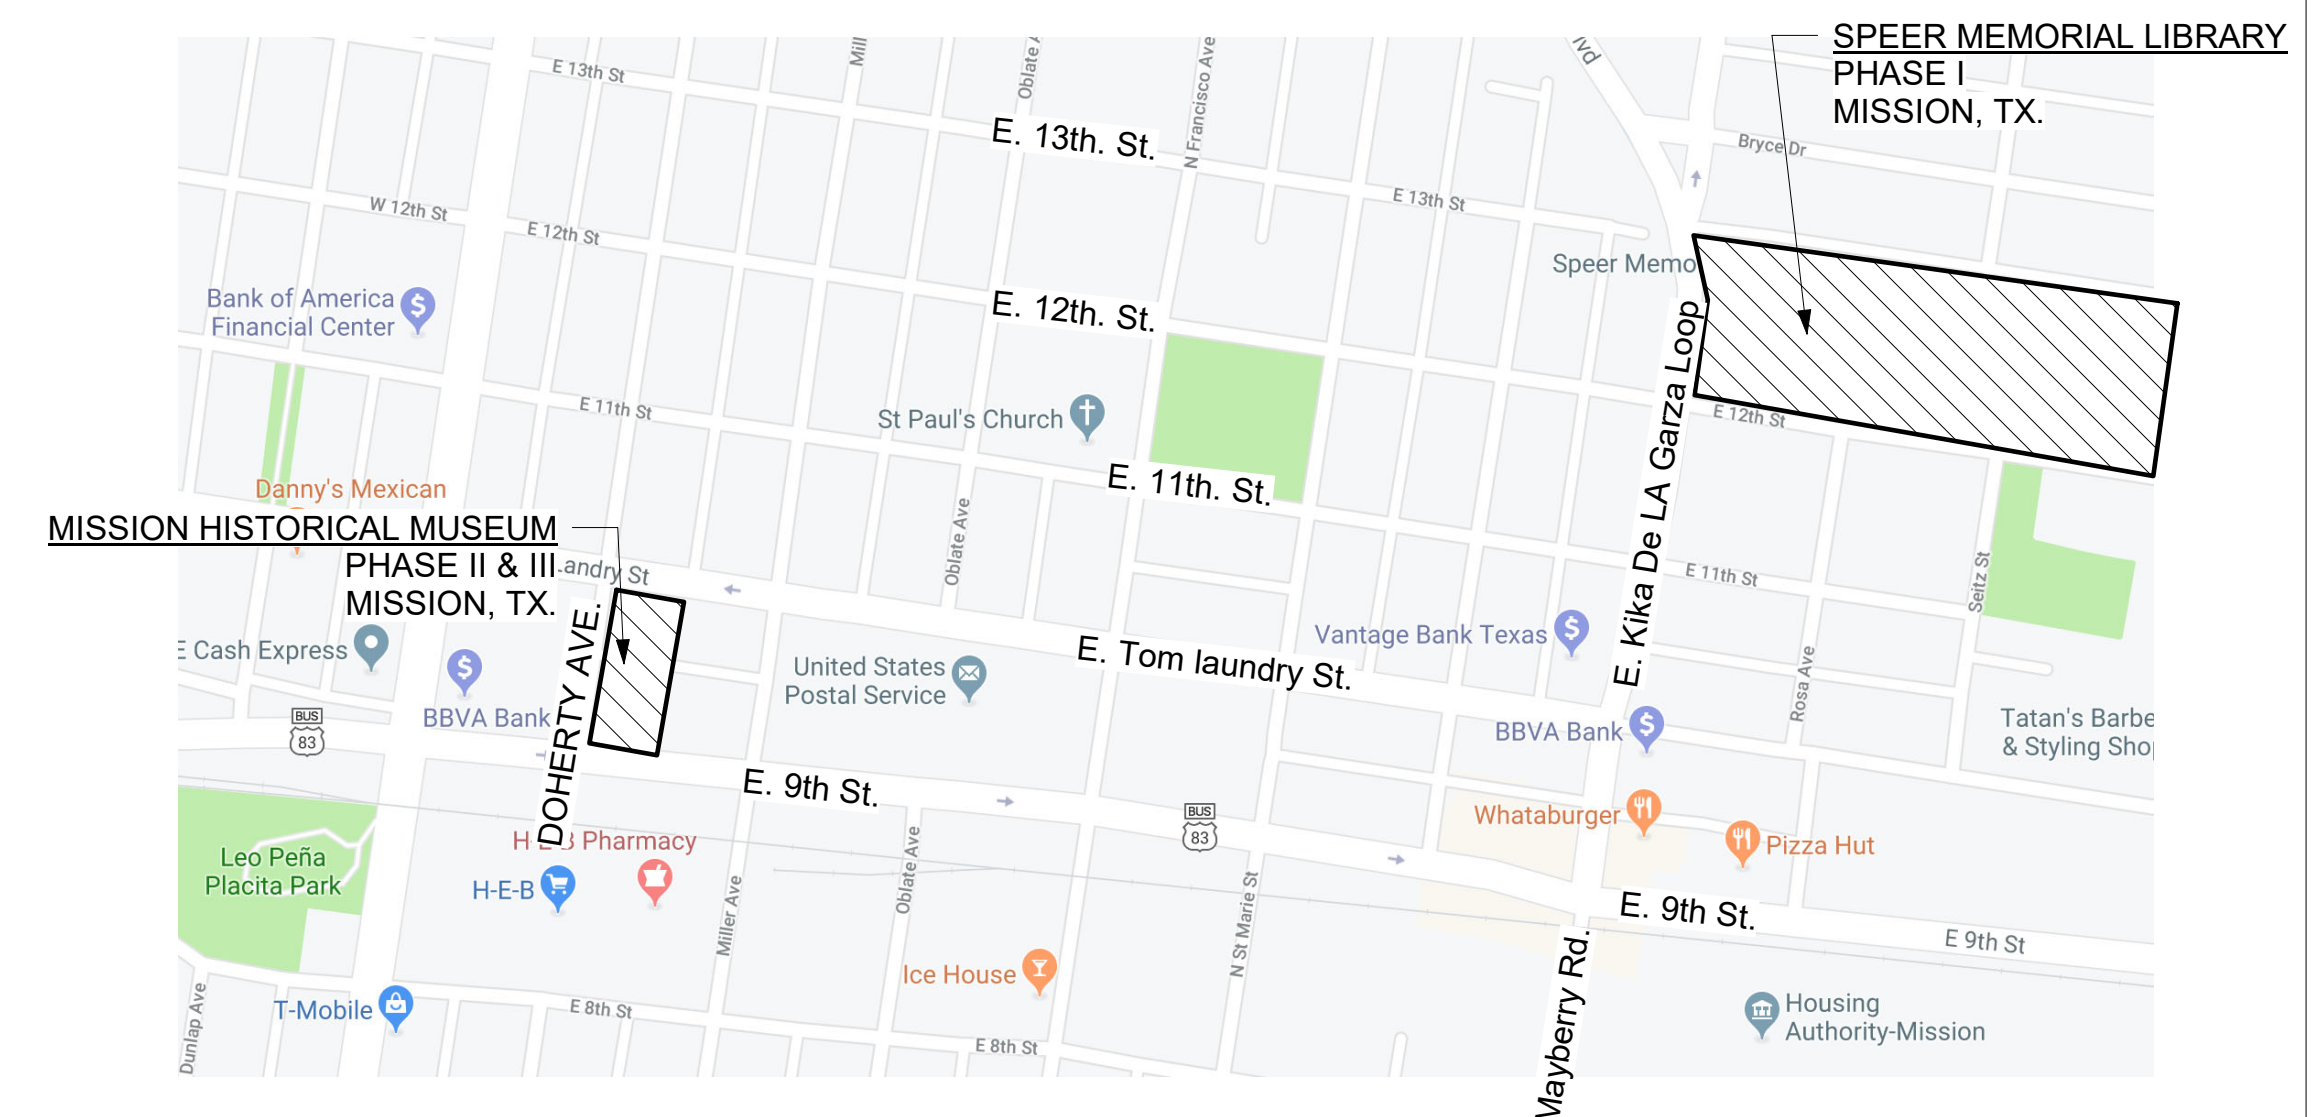 SPEER MEMORIAL LIBRARY
PHASE I
MISSION, TX.
E 13th St
Mill
Oblate
N Francisco Ave
lvd
E. 13th. St.
Bryce Dr
W 12th St
E 12th St
E 13th St
Speer Memo
Bank of America
Financial Center
E. 12th. St.
E 11th St
St Paul's Church
E 12th St
E. Kika De LA Garza Loop
E. 11th. St.
Danny's Mexican
MISSION HISTORICAL MUSEUM
PHASE II & III
MISSION, TX.
andry St
Oblate Ave
E 11th St
Seitz St
DOHERTY AVE.
E Cash Express
BBVA Bank
United States
Postal Service
E. Tom laundry St.
Vantage Bank Texas
Rosa Ave
BUS
83
BBVA Bank
Tatan's Barbe
& Styling Sho
E. 9th St.
BUS
83
Whataburger
Pizza Hut
H-E-B Pharmacy
Leo Peña
Placita Park
H-E-B
Miller Ave
Oblate Ave
N St Marie St
E. 9th St.
E 9th St
Mayberry Rd.
Ice House
T-Mobile
Dunlap Ave
E 8th St
E 8th St
Housing
Authority-Mission